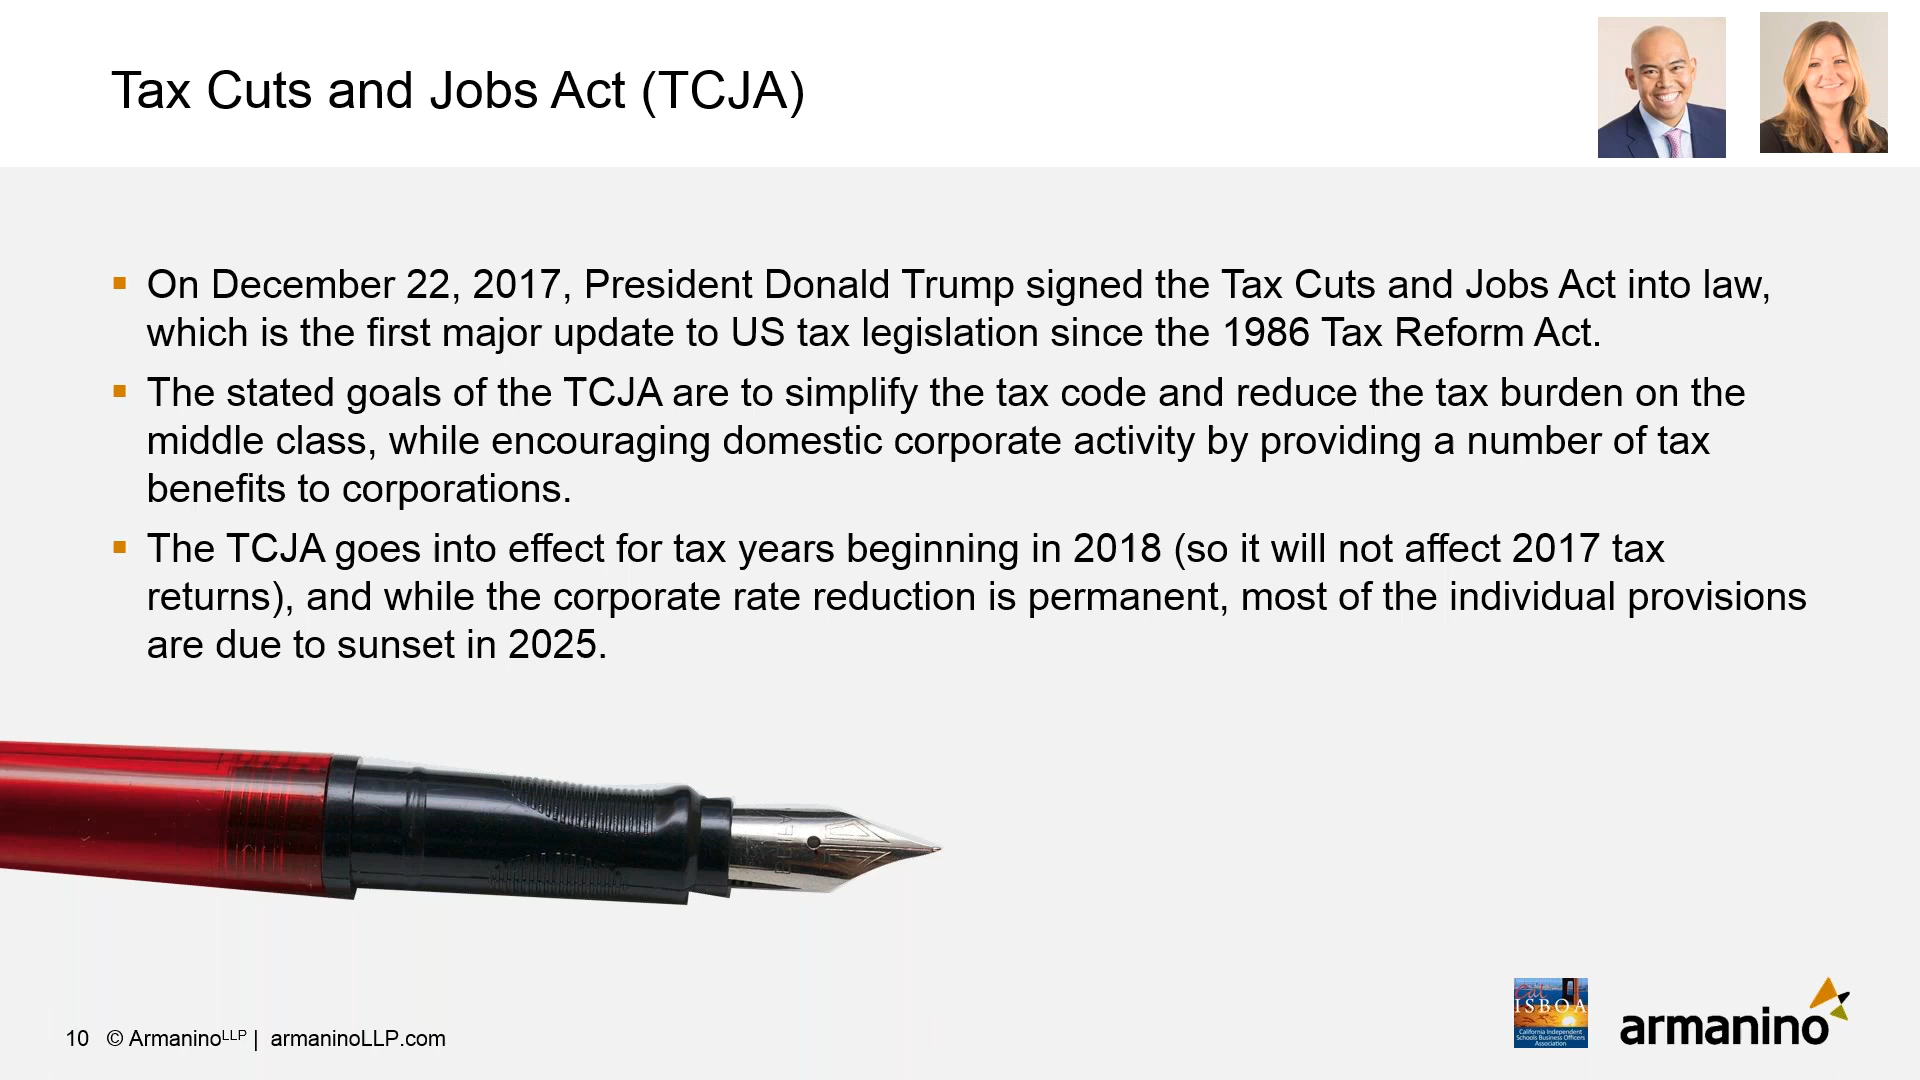 Tax Cuts and Jobs Act (TCJA)
▪ On December 22, 2017, President Donald Trump signed the Tax Cuts and Jobs Act into law,
which is the first major update to US tax legislation since the 1986 Tax Reform Act.
▪ The stated goals of the TCJA are to simplify the tax code and reduce the tax burden on the
middle class, while encouraging domestic corporate activity by providing a number of tax
benefits to corporations.
▪ The TCJA goes into effect for tax years beginning in 2018 (so it will not affect 2017 tax
returns), and while the corporate rate reduction is permanent, most of the individual provisions
are due to sunset in 2025.
10 © ArmaninoLLP | armaninoLLP.com
Cal
ISBOA
California Independent
Schools Business Officers
Association
armanino